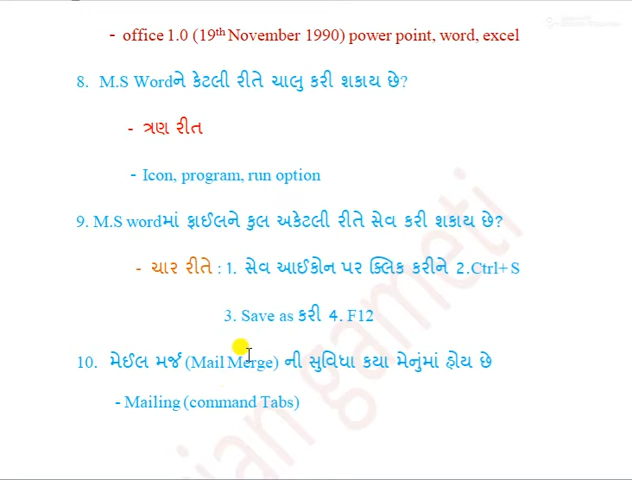 - office 1.0 (19th November 1990) power point, word, excel
8. M.S Wordને કેટલી રીતે ચાલુ કરી શકાય છે?
- ત્રણ રીત
- Icon, program, run option
9. M.S wordમાં ફાઈલને કુલ અકેટલી રીતે સેવ કરી શકાય છે?
- ચાર રીતે : 1. સેવ આઈકોન પર ક્લિક કરીને 2.Ctrl+ S
3. Save as કરી 4. F12
10. મેઈલ મર્જ (Mail Merge) ની સુવિધા કયા મેનુંમાં હોય છે
- Mailing (command Tabs)
gian gameti